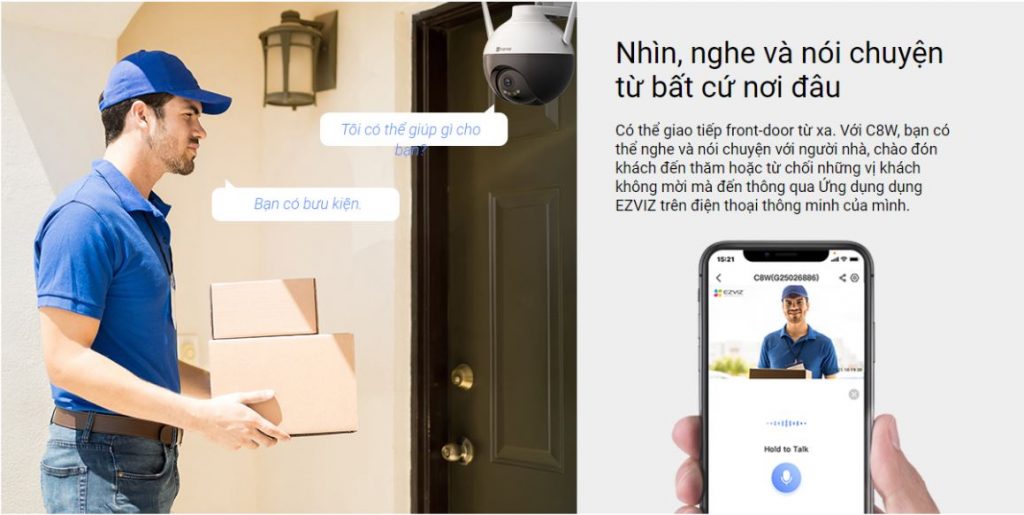 Tôi có thể giúp gì cho
bạn?
Bạn có bưu kiện.
Nhìn, nghe và nói chuyện
từ bất cứ nơi đâu
Có thể giao tiếp front-door từ xa. Với C8W, bạn có
thể nghe và nói chuyện với người nhà, chào đón
khách đến thăm hoặc từ chối những vị khách
không mời mà đến thông qua Ứng dụng dụng
EZVIZ trên điện thoại thông minh của mình.
15:21
C8W(G25026886)
EZVIZ
Hold to Talk